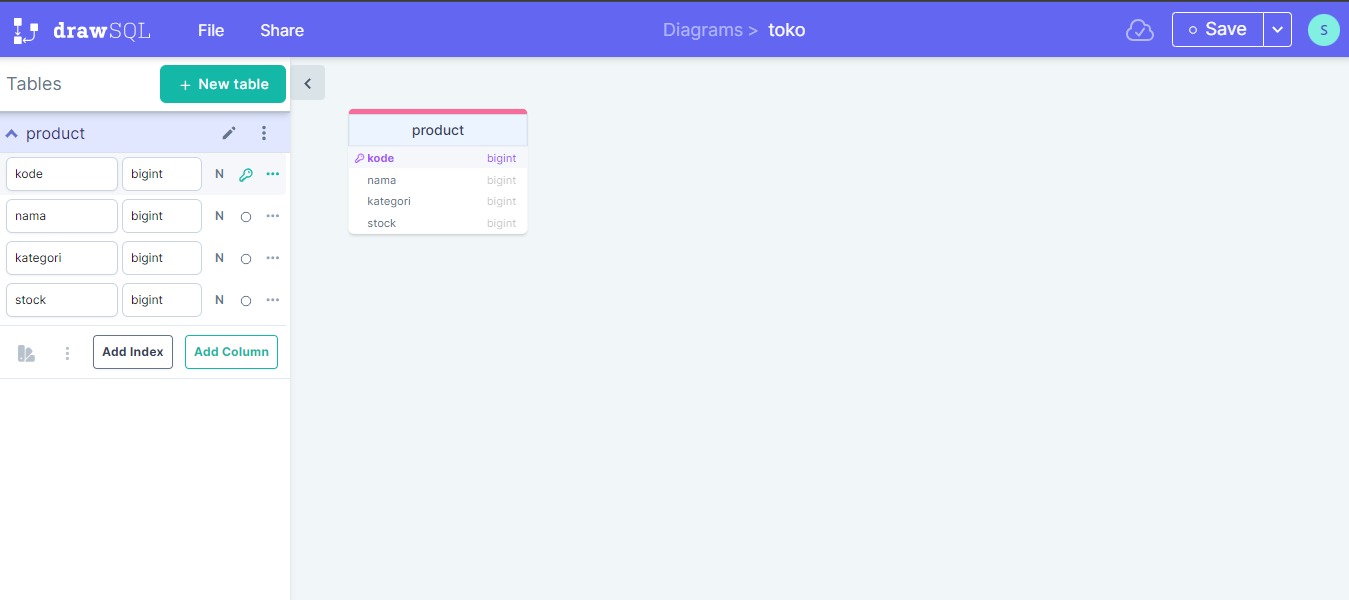 drawSQL File Share Diagrams > toko Save S
Tables + New table
product
kode bigint N
nama bigint N
kategori bigint N
stock bigint N
Add Index Add Column
product
kode bigint
nama bigint
kategori bigint
stock bigint